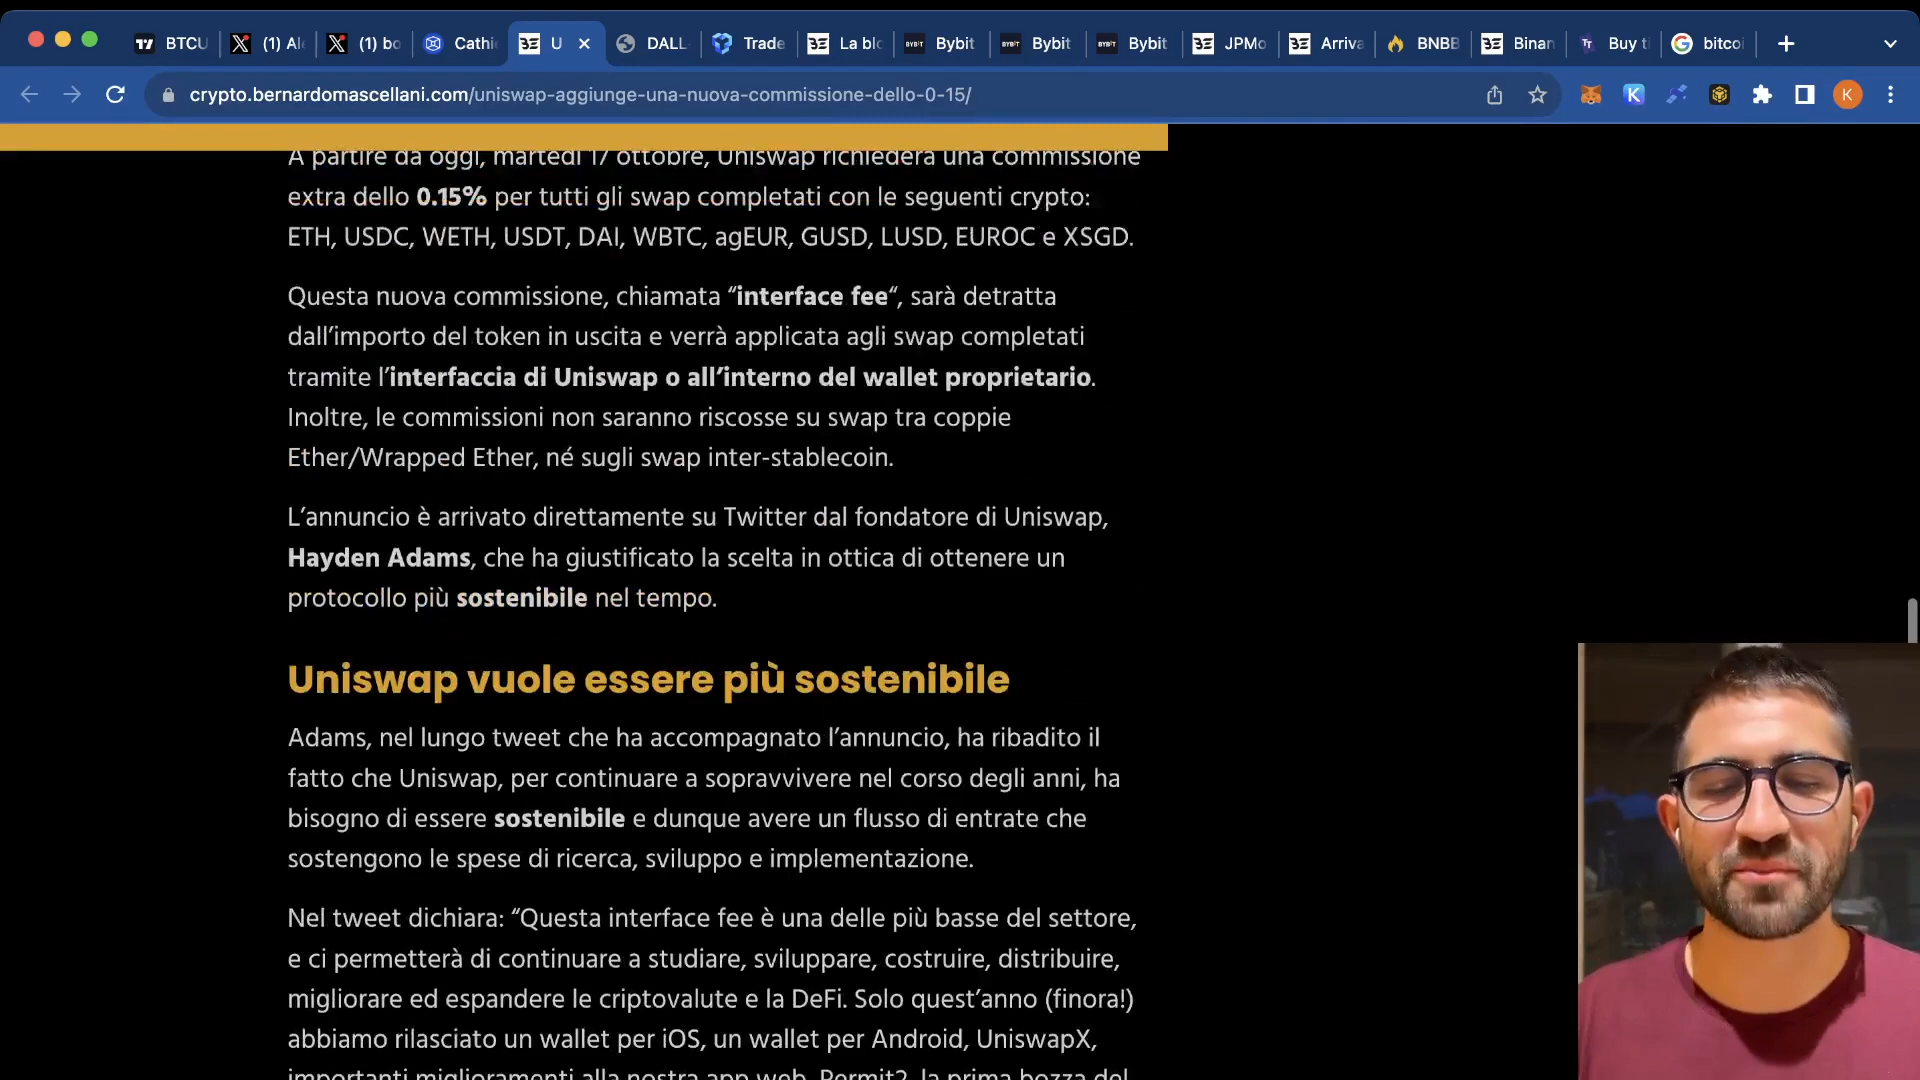 BTCU
(1) Al
(1) bo
Cathi
U
DALL
Trade
La bl
BYBIT Bybit
BYBIT Bybit
BYBIT Bybit
JPMo
Arriva
BNBB
Binan
Buy ti
bitcoi
crypto.bernardomascellani.com/uniswap-aggiunge-una-nuova-commissione-dello-0-15/
K
A partire da oggi, martedì 17 ottobre, Uniswap richiederà una commissione
extra dello 0.15% per tutti gli swap completati con le seguenti crypto:
ETH, USDC, WETH, USDT, DAI, WBTC, agEUR, GUSD, LUSD, EUROC e XSGD.
Questa nuova commissione, chiamata “interface fee“, sarà detratta
dall’importo del token in uscita e verrà applicata agli swap completati
tramite l’interfaccia di Uniswap o all’interno del wallet proprietario.
Inoltre, le commissioni non saranno riscosse su swap tra coppie
Ether/Wrapped Ether, né sugli swap inter-stablecoin.
L’annuncio è arrivato direttamente su Twitter dal fondatore di Uniswap,
Hayden Adams, che ha giustificato la scelta in ottica di ottenere un
protocollo più sostenibile nel tempo.
Uniswap vuole essere più sostenibile
Adams, nel lungo tweet che ha accompagnato l’annuncio, ha ribadito il
fatto che Uniswap, per continuare a sopravvivere nel corso degli anni, ha
bisogno di essere sostenibile e dunque avere un flusso di entrate che
sostengono le spese di ricerca, sviluppo e implementazione.
Nel tweet dichiara: “Questa interface fee è una delle più basse del settore,
e ci permetterà di continuare a studiare, sviluppare, costruire, distribuire,
migliorare ed espandere le criptovalute e la DeFi. Solo quest’anno (finora!)
abbiamo rilasciato un wallet per iOS, un wallet per Android, UniswapX,
importanti miglioramenti alla nostra app web, Permit2, la prima bozza del